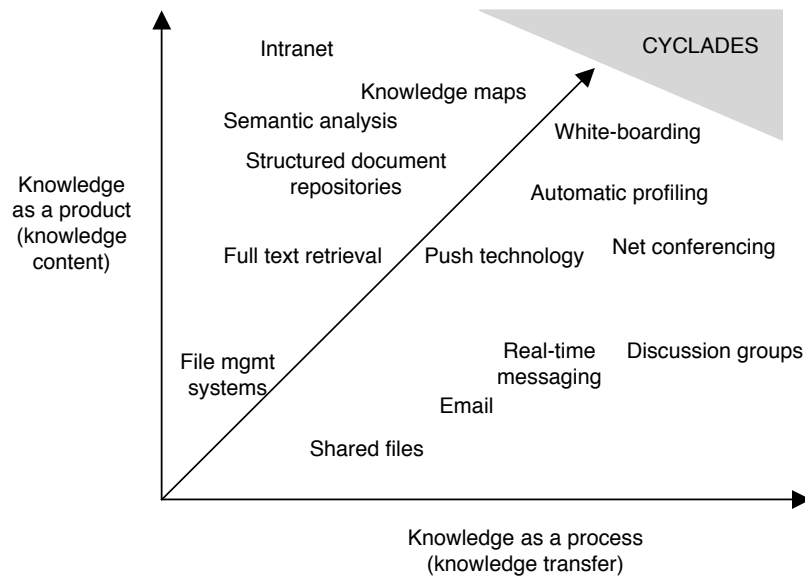 Intranet
CYCLADES
Knowledge maps
Semantic analysis
White-boarding
Structured document
repositories
Knowledge
as a product
(knowledge
content)
Automatic profiling
Full text retrieval
Push technology
Net conferencing
File mgmt
systems
Real-time
messaging
Discussion groups
Email
Shared files
Knowledge as a process
(knowledge transfer)